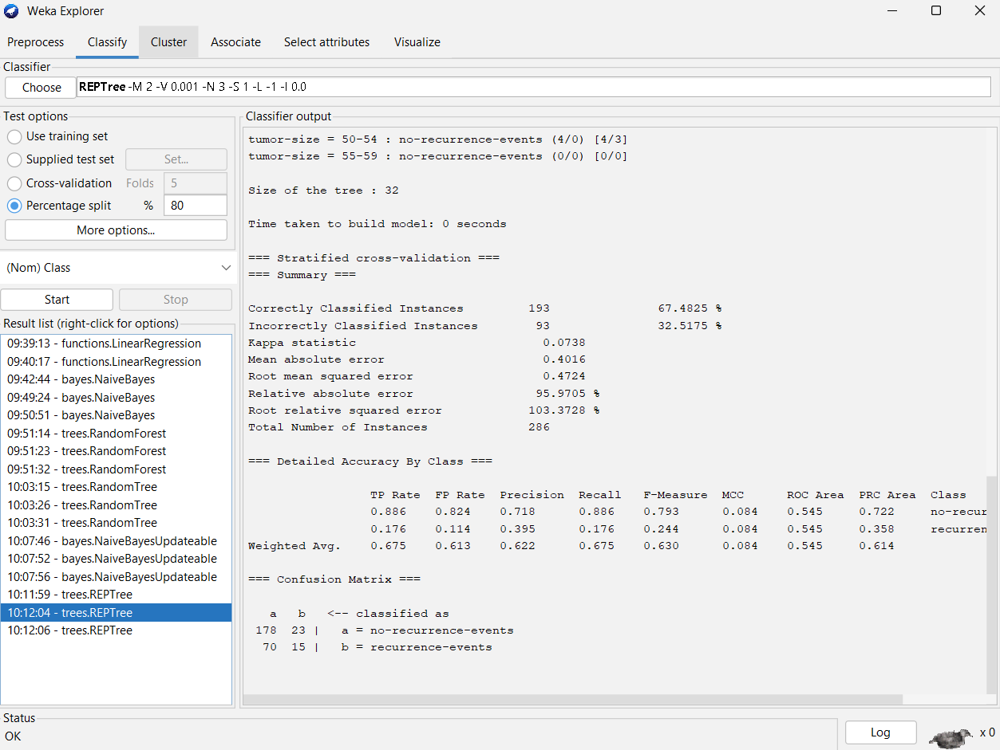 Weka Explorer
Preprocess Classify Cluster Associate Select attributes Visualize
Classifier
Choose REPTree -M 2 -V 0.001 -N 3 -S 1 -L -1 -I 0.0
Test options
Use training set
Supplied test set Set...
Cross-validation Folds 5
Percentage split % 80
More options...
(Nom) Class
Start Stop
Result list (right-click for options)
09:39:13 - functions.LinearRegression
09:40:17 - functions.LinearRegression
09:42:44 - bayes.NaiveBayes
09:49:24 - bayes.NaiveBayes
09:50:51 - bayes.NaiveBayes
09:51:14 - trees.RandomForest
09:51:23 - trees.RandomForest
09:51:32 - trees.RandomForest
10:03:15 - trees.RandomTree
10:03:26 - trees.RandomTree
10:03:31 - trees.RandomTree
10:07:46 - bayes.NaiveBayesUpdateable
10:07:52 - bayes.NaiveBayesUpdateable
10:07:56 - bayes.NaiveBayesUpdateable
10:11:59 - trees.REPTree
10:12:04 - trees.REPTree
10:12:06 - trees.REPTree
Classifier output
tumor-size = 50-54 : no-recurrence-events (4/0) [4/3]
tumor-size = 55-59 : no-recurrence-events (0/0) [0/0]
Size of the tree : 32
Time taken to build model: 0 seconds
=== Stratified cross-validation ===
=== Summary ===
Correctly Classified Instances 193 67.4825 %
Incorrectly Classified Instances 93 32.5175 %
Kappa statistic 0.0738
Mean absolute error 0.4016
Root mean squared error 0.4724
Relative absolute error 95.9705 %
Root relative squared error 103.3728 %
Total Number of Instances 286
=== Detailed Accuracy By Class ===
TP Rate FP Rate Precision Recall F-Measure MCC ROC Area PRC Area Class
0.886 0.824 0.718 0.886 0.793 0.084 0.545 0.722 no-recur
0.176 0.114 0.395 0.176 0.244 0.084 0.545 0.358 recurren
Weighted Avg. 0.675 0.613 0.622 0.675 0.630 0.084 0.545 0.614
=== Confusion Matrix ===
a b <-- classified as
178 23 | a = no-recurrence-events
70 15 | b = recurrence-events
Status
OK
Log x 0